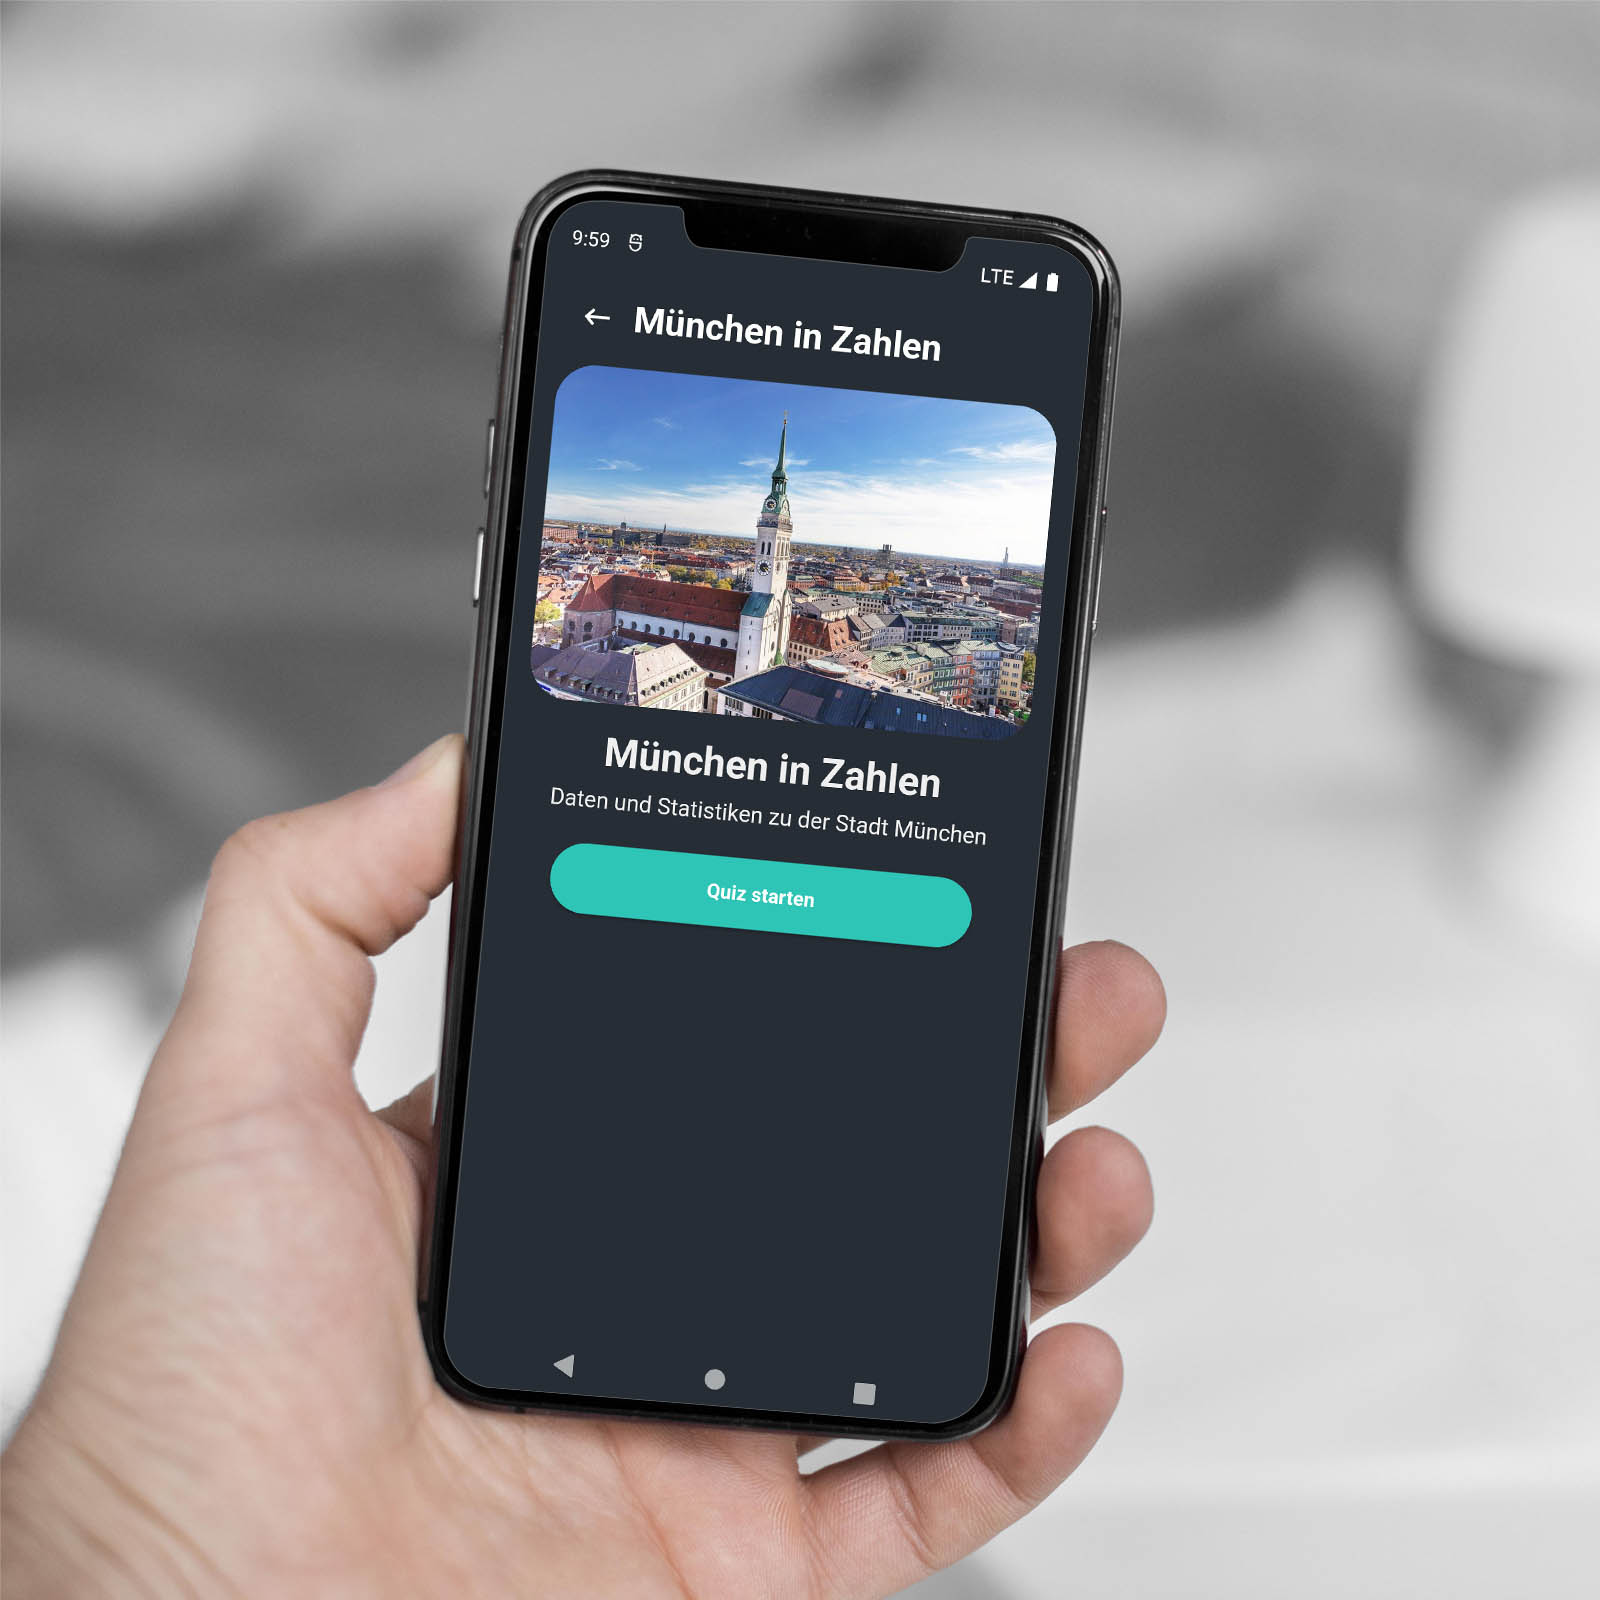 9:59
LTE
München in Zahlen
München in Zahlen
Daten und Statistiken zu der Stadt München
Quiz starten